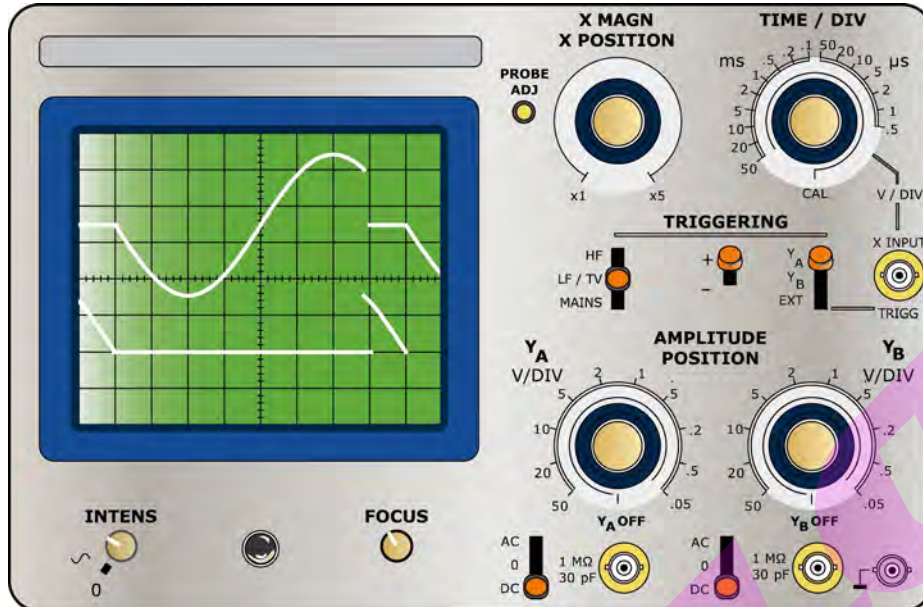 X MAGN
X POSITION
TIME / DIV
PROBE
ADJ
x1
x5
ms
µs
50
20
10
5
2
1
.5
.2
.1
50
20
10
5
2
1
.5
CAL
V / DIV
TRIGGERING
HF
LF / TV
MAINS
+
-
YA
YB
EXT
X INPUT
TRIGG
AMPLITUDE
POSITION
YA
V/DIV
50
20
10
5
2
1
.5
.2
.5
.05
YA OFF
YB
V/DIV
50
20
10
5
2
1
.5
.2
.5
.05
YB OFF
INTENS
0
FOCUS
AC
0
DC
1 MΩ
30 pF
AC
0
DC
1 MΩ
30 pF